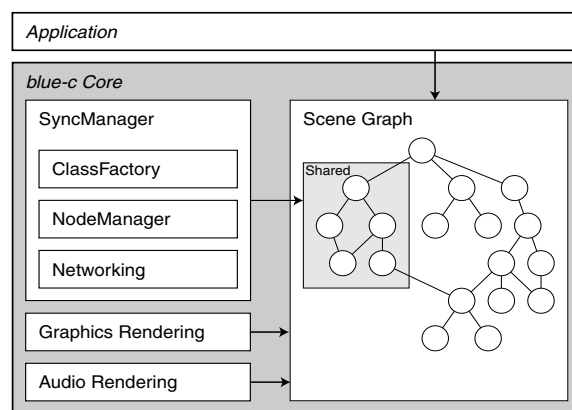 Application
blue-c Core
SyncManager
ClassFactory
NodeManager
Networking
Graphics Rendering
Audio Rendering
Scene Graph
Shared